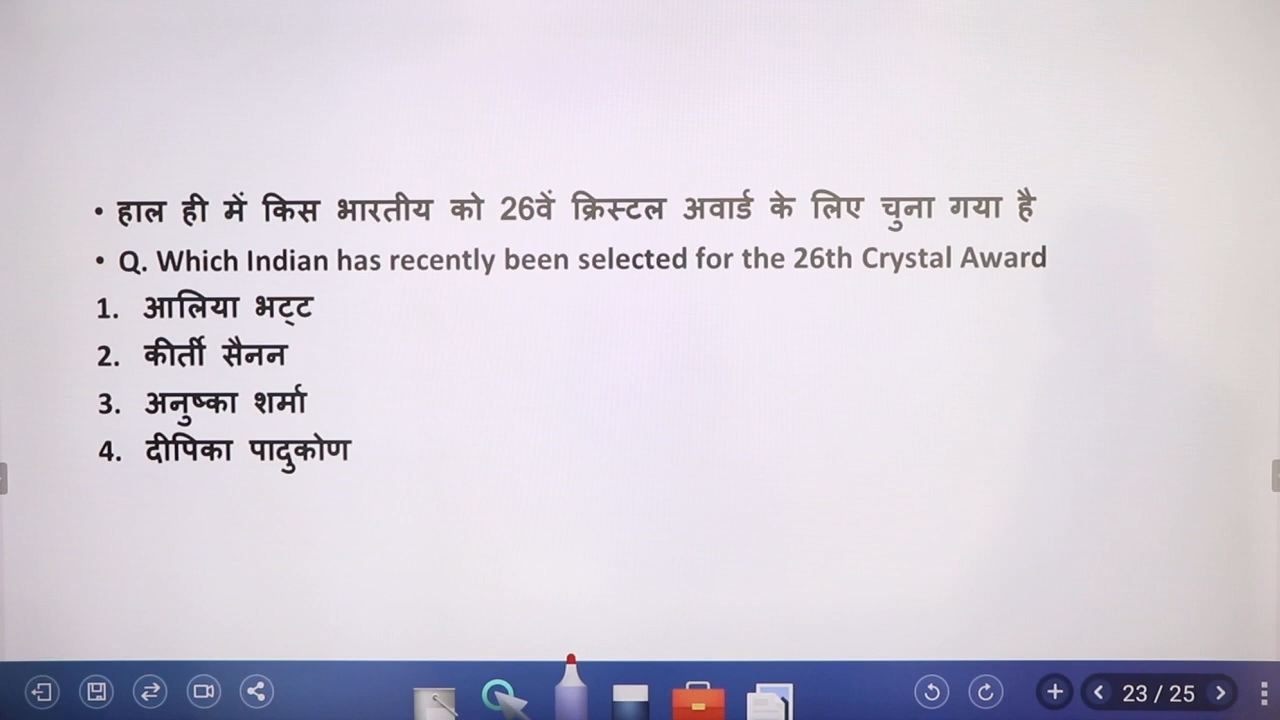 • हाल ही में किस भारतीय को 26वें क्रिस्टल अवार्ड के लिए चुना गया है
• Q. Which Indian has recently been selected for the 26th Crystal Award
1. आलिया भट्ट
2. कीर्ती सैनन
3. अनुष्का शर्मा
4. दीपिका पादुकोण
23 / 25